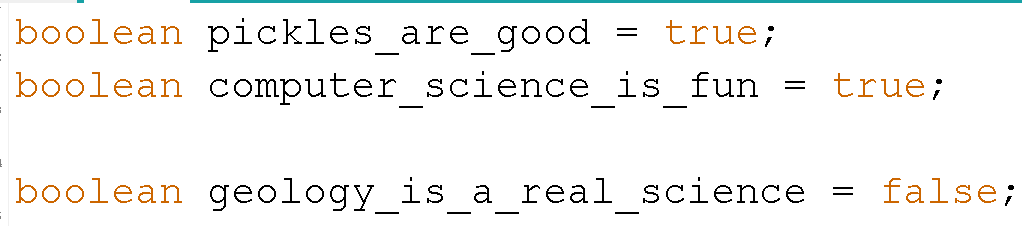 boolean pickles_are_good = true;
boolean computer_science_is_fun = true;
boolean geology_is_a_real_science = false;